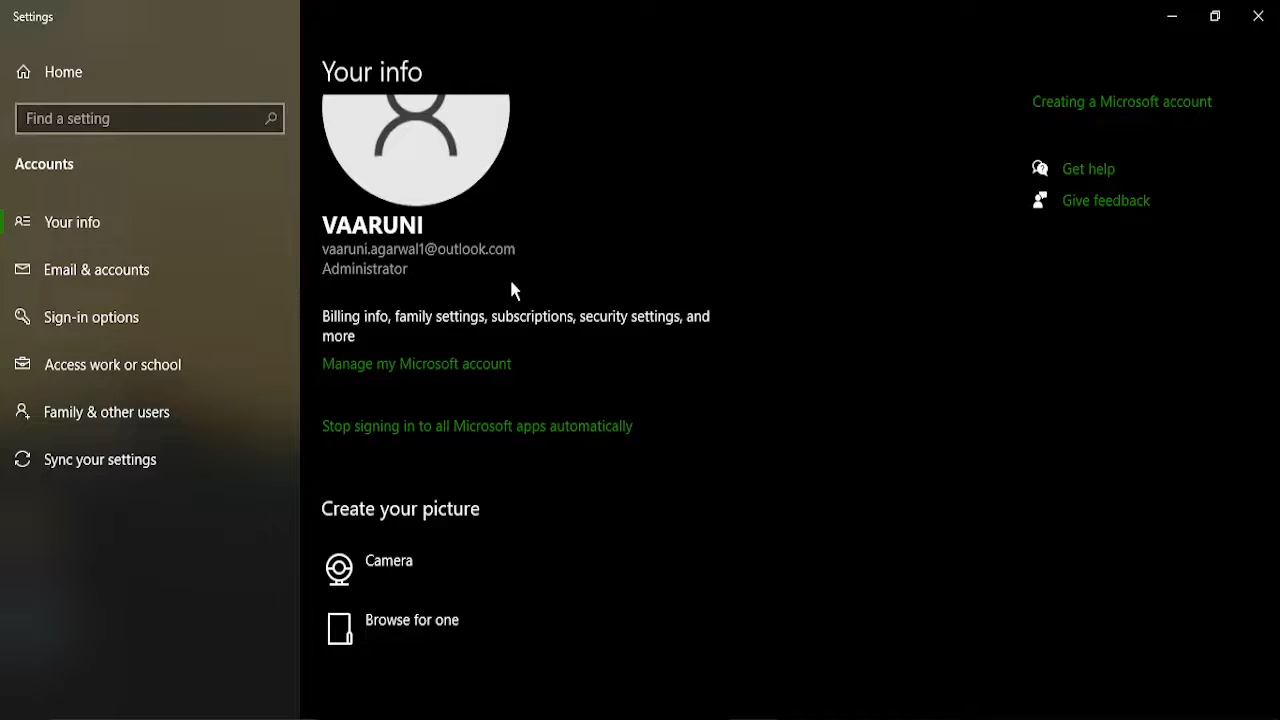 Settings
Home
Find a setting
Accounts
Your info
Email & accounts
Sign-in options
Access work or school
Family & other users
Sync your settings
Your info
VAARUNI
vaaruni.agarwal1@outlook.com
Administrator
Billing info, family settings, subscriptions, security settings, and
more
Manage my Microsoft account
Stop signing in to all Microsoft apps automatically
Create your picture
Camera
Browse for one
Creating a Microsoft account
Get help
Give feedback